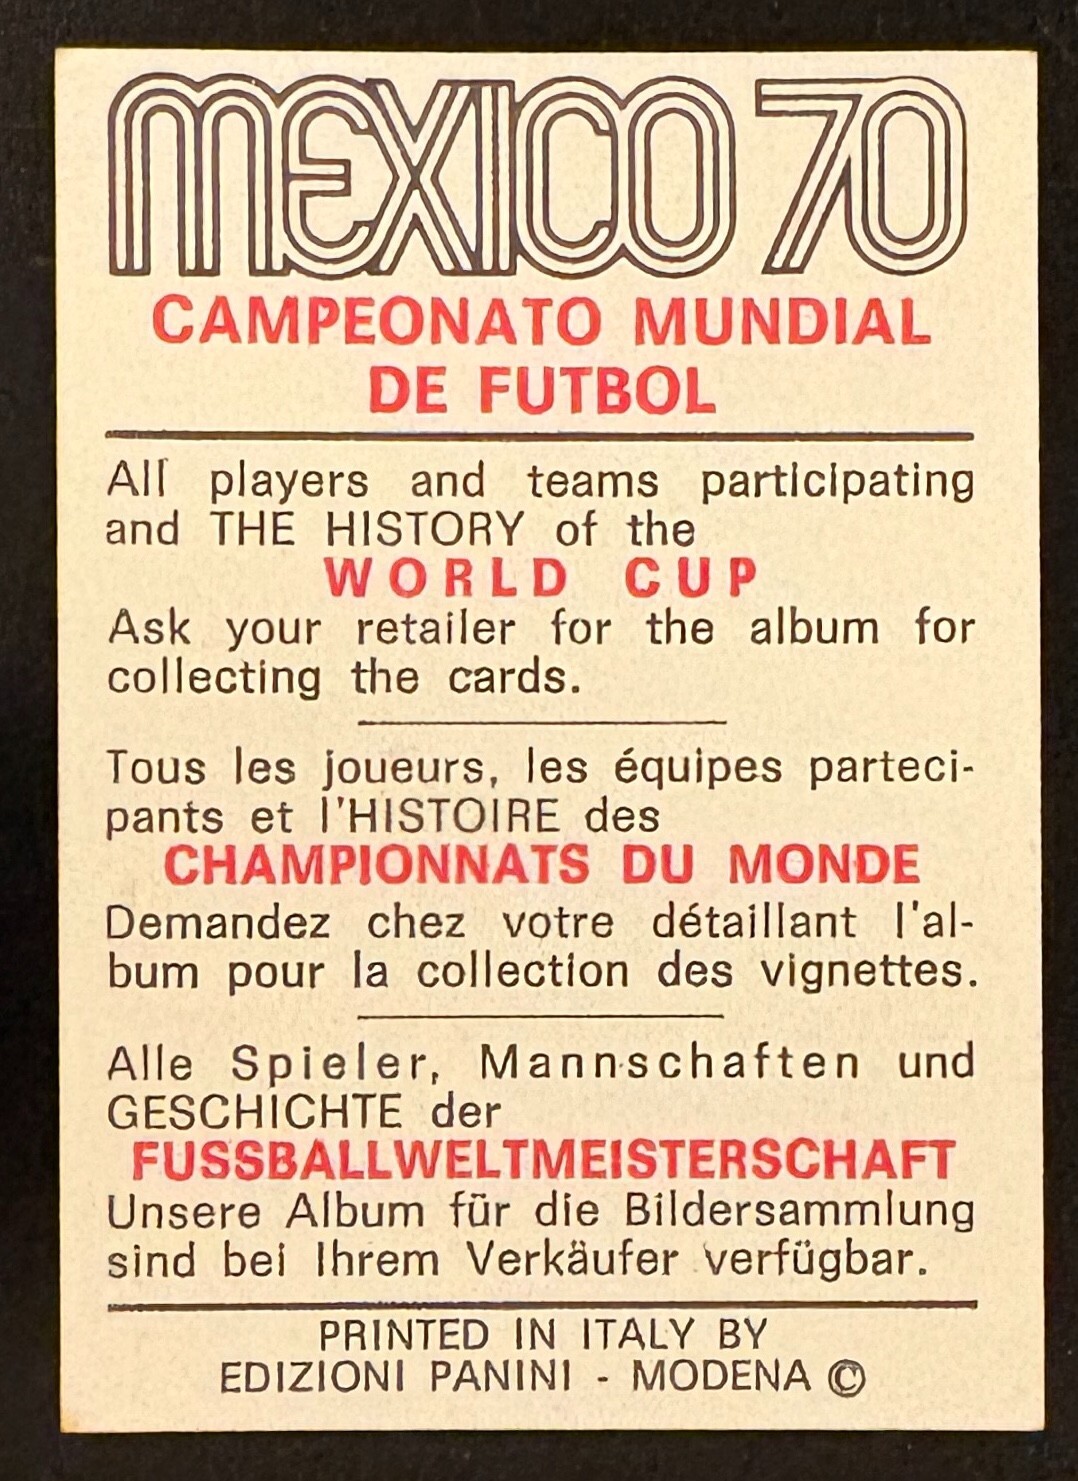 MEXICO 70
CAMPEONATO MUNDIAL
DE FUTBOL
All players and teams participating
and THE HISTORY of the
WORLD CUP
Ask your retailer for the album for
collecting the cards.
Tous les joueurs, les équipes parteci-
pants et l'HISTOIRE des
CHAMPIONNATS DU MONDE
Demandez chez votre détaillant l'al-
bum pour la collection des vignettes.
Alle Spieler, Mannschaften und
GESCHICHTE der
FUSSBALLWELTMEISTERSCHAFT
Unsere Album für die Bildersammlung
sind bei Ihrem Verkäufer verfügbar.
PRINTED IN ITALY BY
EDIZIONI PANINI - MODENA ©